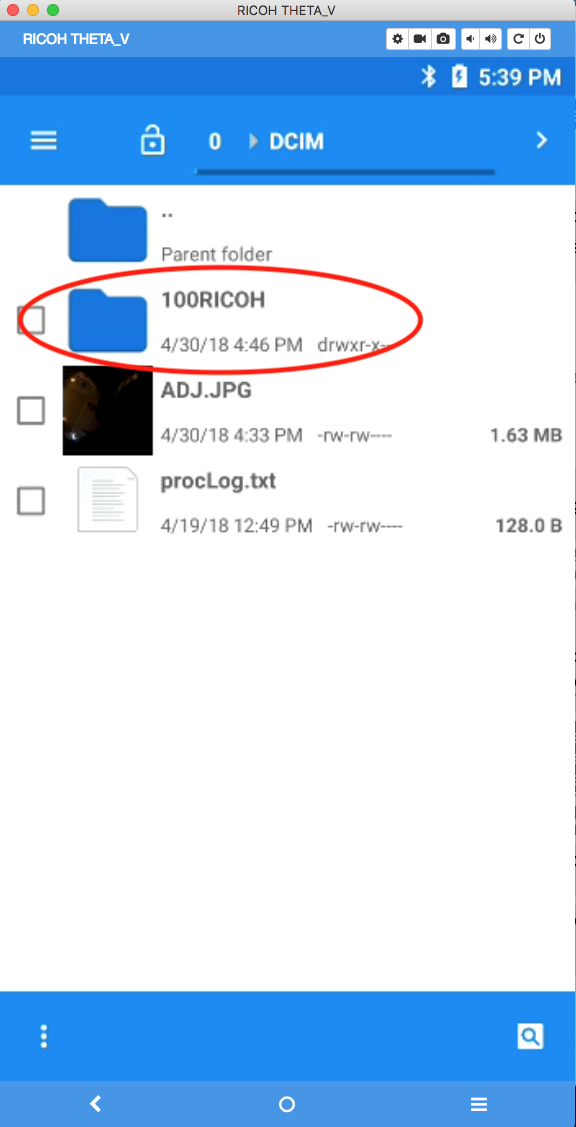 RICOH THETA_V
RICOH THETA_V
5:39 PM
0 DCIM
..
Parent folder
100RICOH
4/30/18 4:46 PM drwxr-x--
ADJ.JPG
4/30/18 4:33 PM -rw-rw---- 1.63 MB
procLog.txt
4/19/18 12:49 PM -rw-rw---- 128.0 B